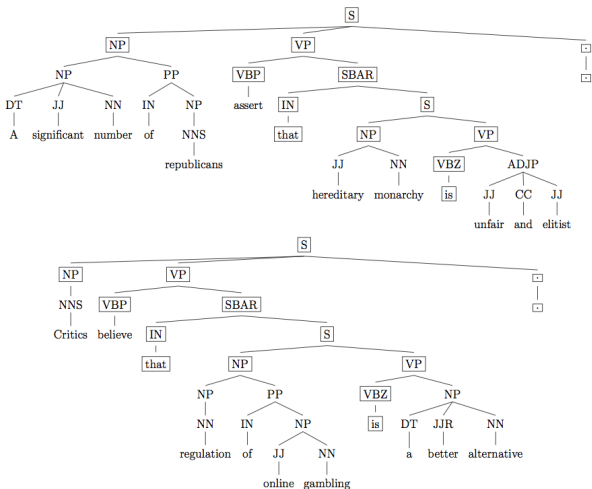 S
NP VP .
NP PP VBP SBAR .
DT JJ NN IN NP assert IN S
A significant number of NNS that NP VP
republicans JJ NN VBZ ADJP
hereditary monarchy is JJ CC JJ
unfair and elitist
S
NP VP .
NNS VBP SBAR .
Critics believe IN S
that NP VP
NP PP VBZ NP
NN IN NP is DT JJR NN
regulation of JJ NN a better alternative
online gambling